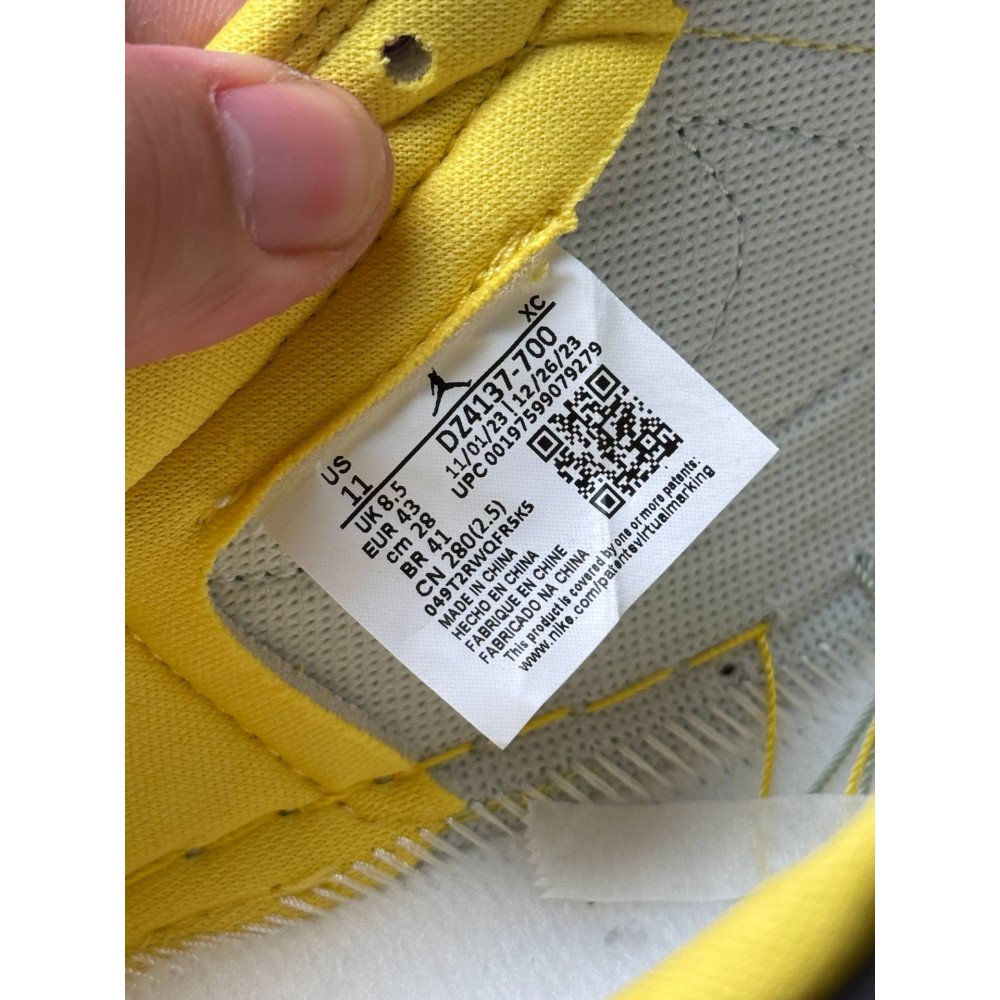 XC
US
11
DZ4137-700
UK 8.5
11/01/23 | 12/26/23
EUR 43
UPC 00197599079279
cm 28
BR 41
CN 280(2.5)
049T2RWQFR5K5
MADE IN CHINA
HECHO EN CHINA
FABRIQUE EN CHINE
FABRICADO NA CHINA
This product is covered by one or more patents:
www.nike.com/patentsvirtualmarking